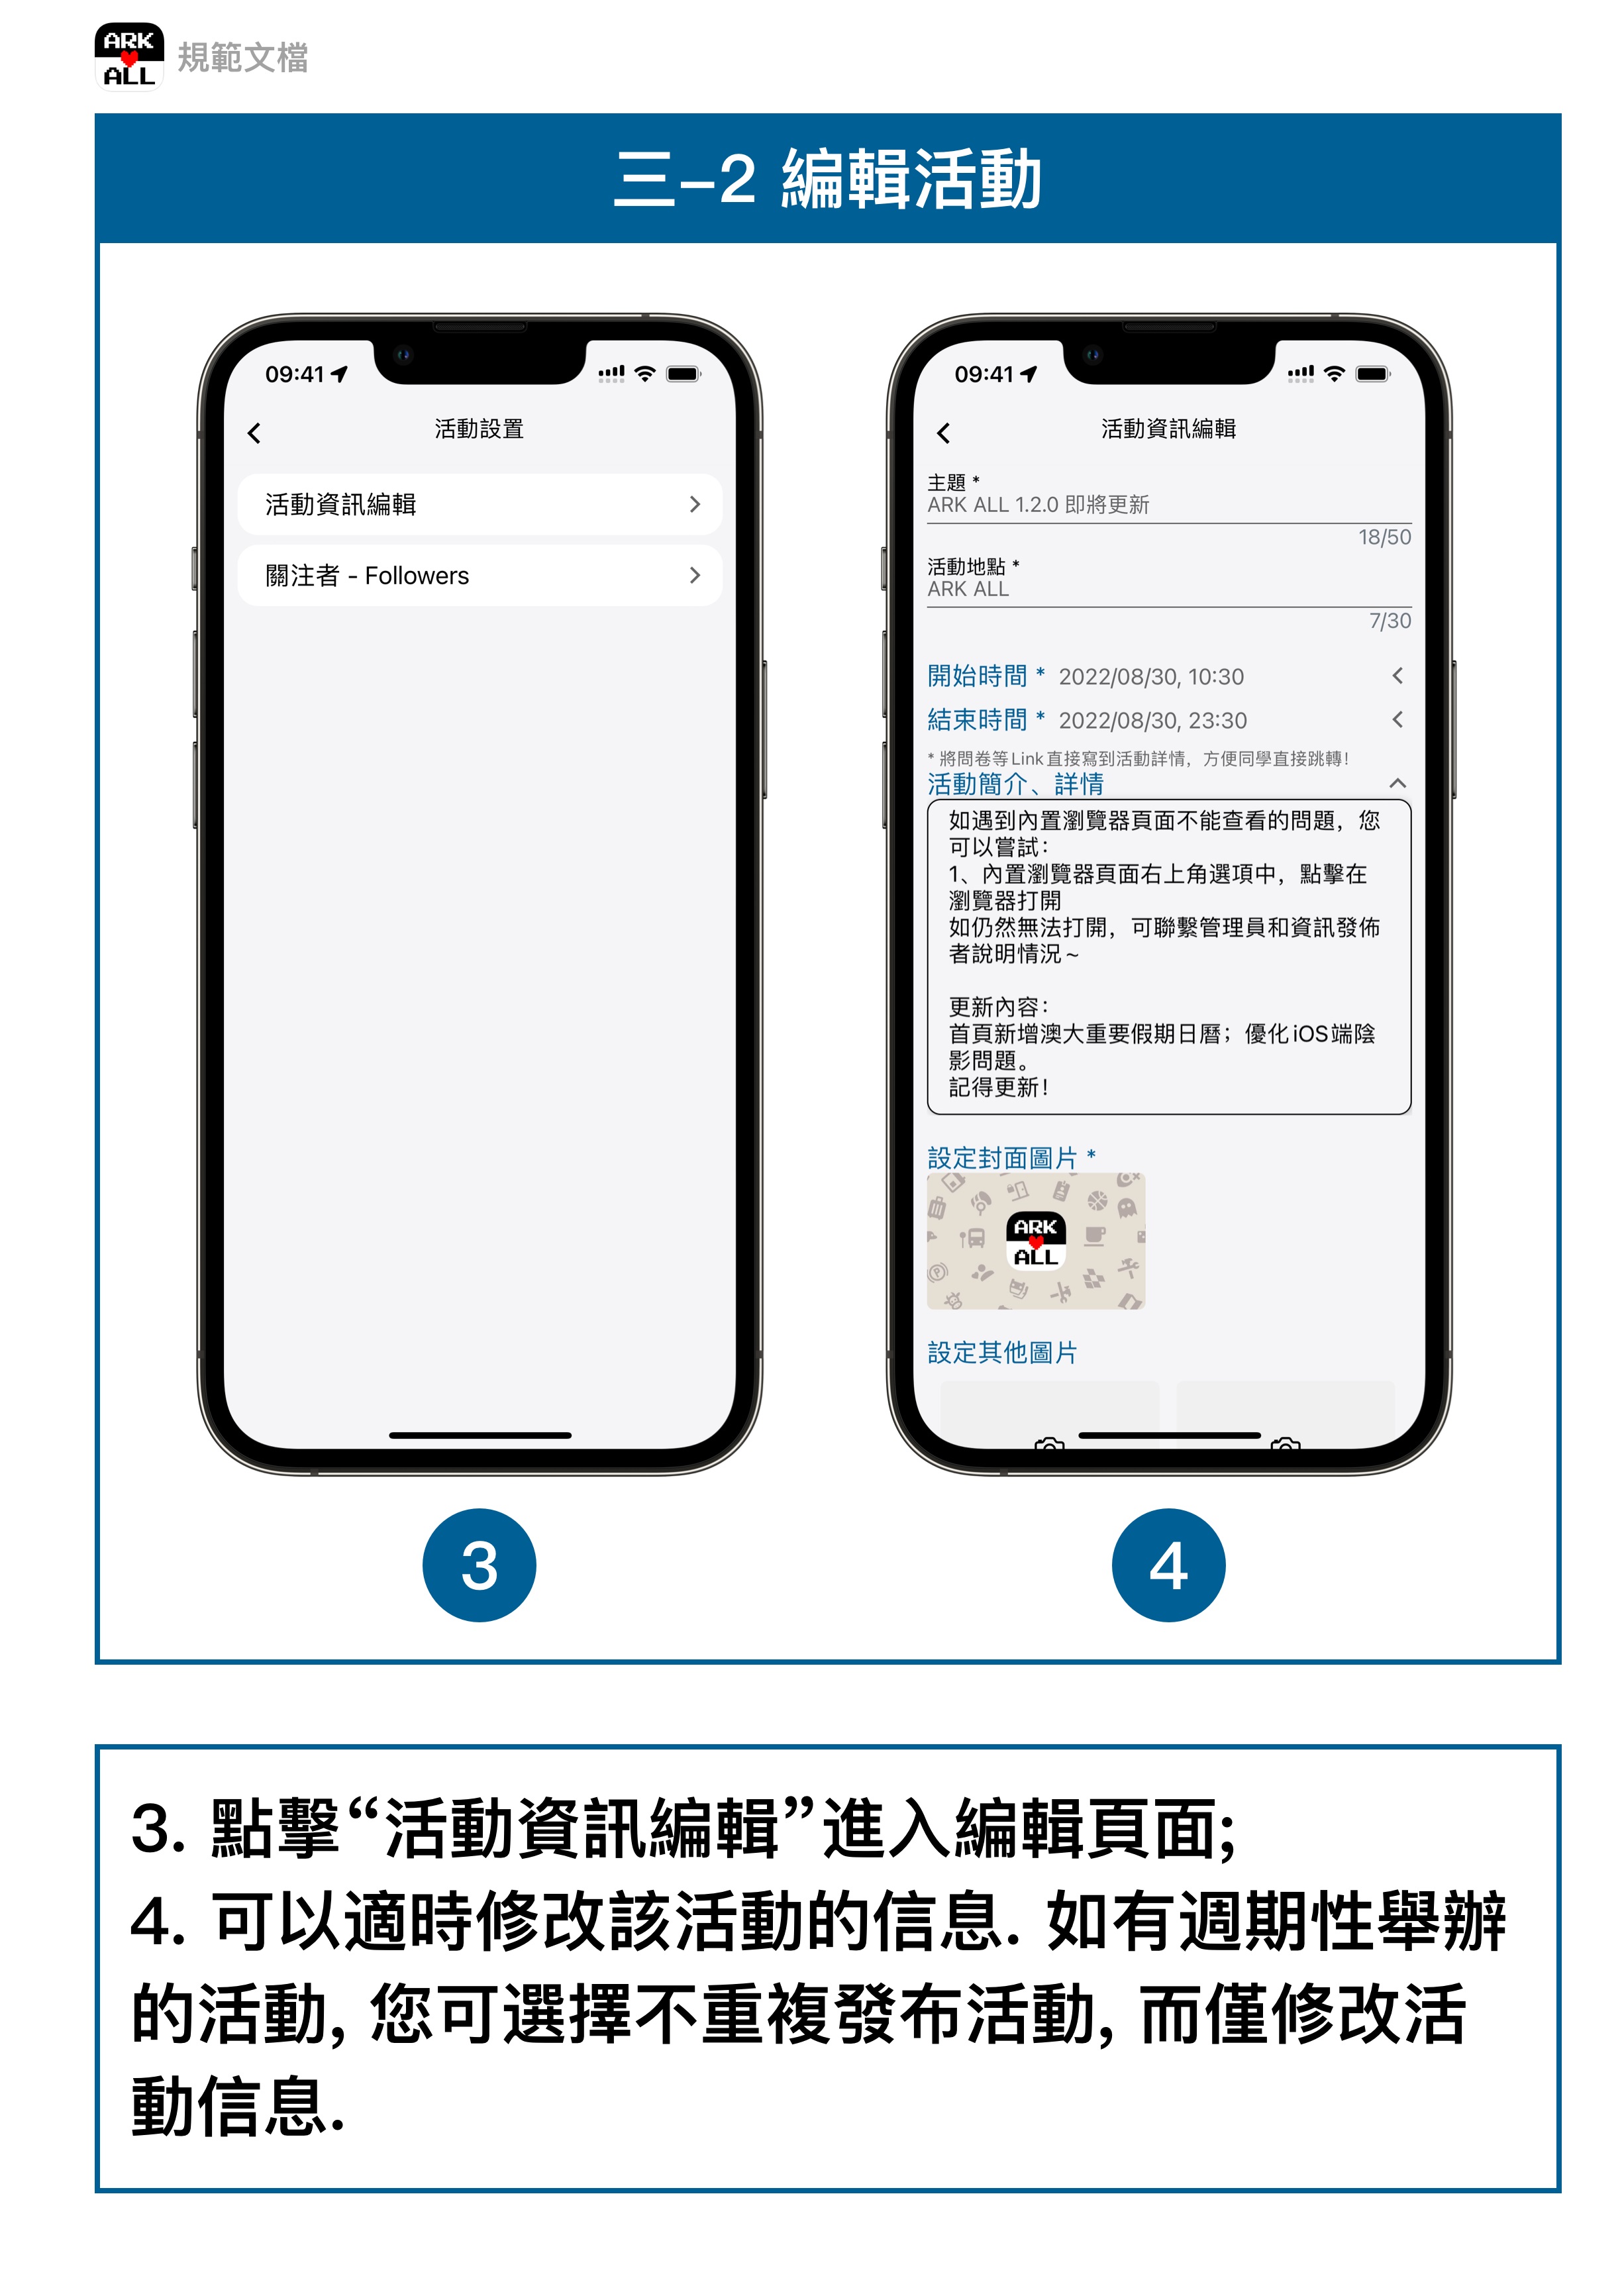 ARK
ALL
規範文檔
三-2 編輯活動
09:41
活動設置
活動資訊編輯
關注者 - Followers
3
09:41
活動資訊編輯
主題 *
ARK ALL 1.2.0 即將更新
18/50
活動地點 *
ARK ALL
7/30
開始時間 * 2022/08/30, 10:30
結束時間 * 2022/08/30, 23:30
* 將問卷等Link直接寫到活動詳情，方便同學直接跳轉！
活動簡介、詳情
如遇到內置瀏覽器頁面不能查看的問題，您
可以嘗試：
1、內置瀏覽器頁面右上角選項中，點擊在
瀏覽器打開
如仍然無法打開，可聯繫管理員和資訊發佈
者說明情況～
更新內容：
首頁新增澳大重要假期日曆；優化iOS端陰
影問題。
記得更新！
設定封面圖片 *
ARK
ALL
設定其他圖片
4
3. 點擊“活動資訊編輯”進入編輯頁面;
4. 可以適時修改該活動的信息. 如有週期性舉辦
的活動, 您可選擇不重複發布活動, 而僅修改活
動信息.